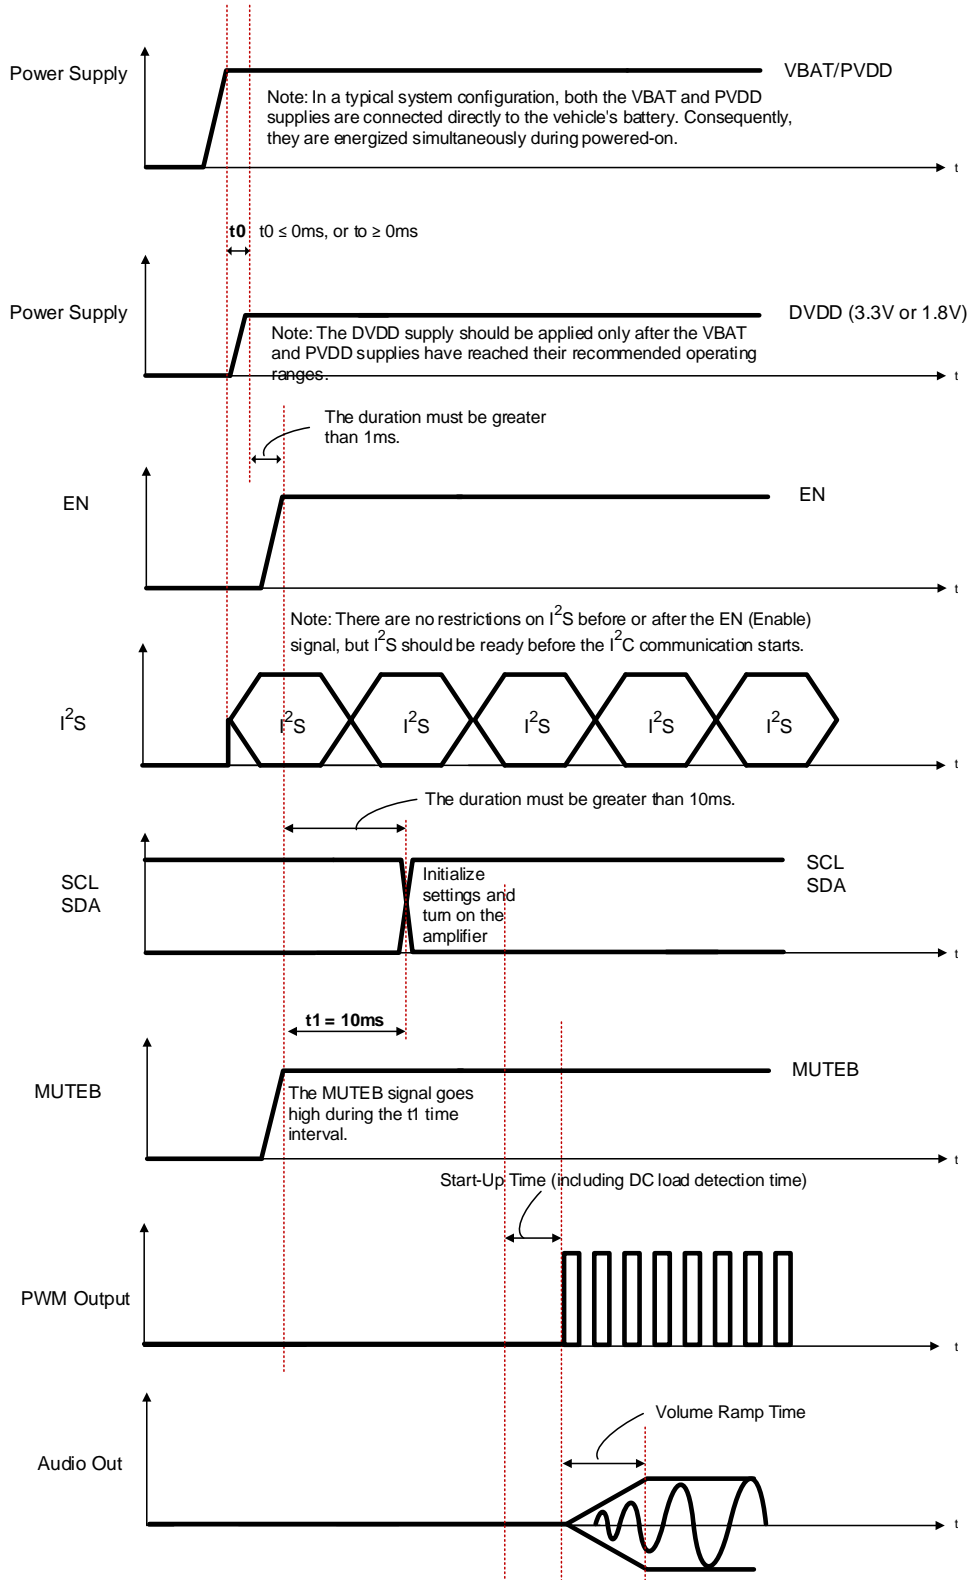 Power Supply
VBAT/PVDD
Note: In a typical system configuration, both the VBAT and PVDD
supplies are connected directly to the vehicle's battery. Consequently,
they are energized simultaneously during powered-on.
t
t0
t0 ≤ 0ms, or to ≥ 0ms
Power Supply
DVDD (3.3V or 1.8V)
Note: The DVDD supply should be applied only after the VBAT
and PVDD supplies have reached their recommended operating
ranges.
t
The duration must be greater
than 1ms.
EN
EN
t
Note: There are no restrictions on I²S before or after the EN (Enable)
signal, but I²S should be ready before the I²C communication starts.
I²S
I²S
I²S
I²S
I²S
I²S
t
The duration must be greater than 10ms.
SCL
SDA
Initialize
settings and
turn on the
amplifier
SCL
SDA
t
t1 = 10ms
MUTEB
MUTEB
The MUTEB signal goes
high during the t1 time
interval.
t
Start-Up Time (including DC load detection time)
PWM Output
t
Volume Ramp Time
Audio Out
t